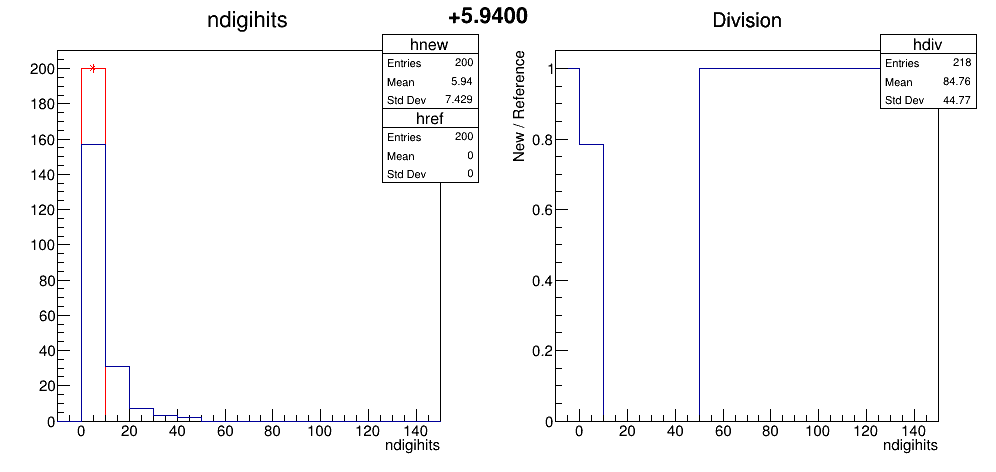 +5.9400
ndigihits
hnew
Entries 200
Mean 5.94
Std Dev 7.429
href
Entries 200
Mean 0
Std Dev 0
200
180
160
140
120
100
80
60
40
20
0
0 20 40 60 80 100 120 140
ndigihits
Division
hdiv
Entries 218
Mean 84.76
Std Dev 44.77
New / Reference
1
0.8
0.6
0.4
0.2
0
0 20 40 60 80 100 120 140
ndigihits